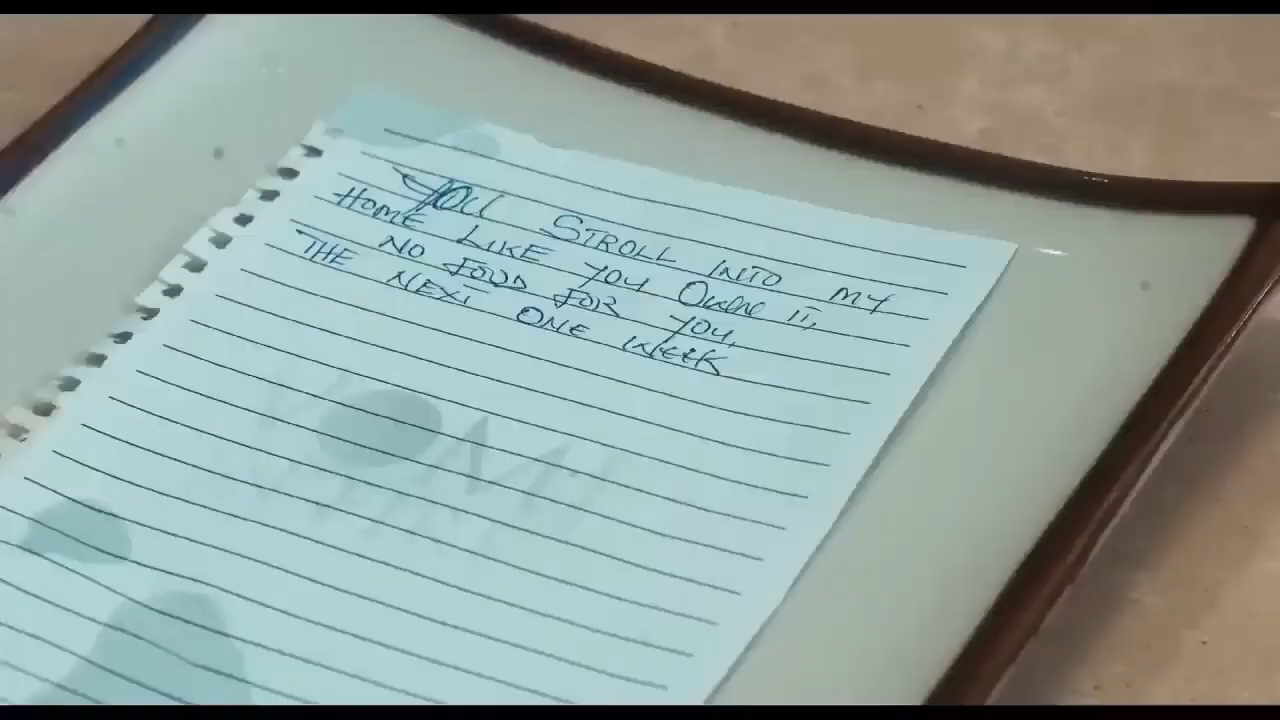 YOU STROLL INTO MY
HOME LIKE YOU OWN IT,
NO FOOD FOR YOU,
THE NEXT ONE WEEK